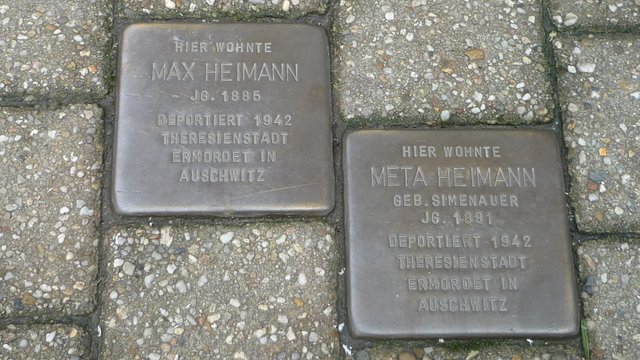 HIER WOHNTE
MAX HEIMANN
JG. 1885
DEPORTIERT 1942
THERESIENSTADT
ERMORDET IN
AUSCHWITZ
HIER WOHNTE
META HEIMANN
GEB. SIMENAUER
JG. 1891
DEPORTIERT 1942
THERESIENSTADT
ERMORDET IN
AUSCHWITZ